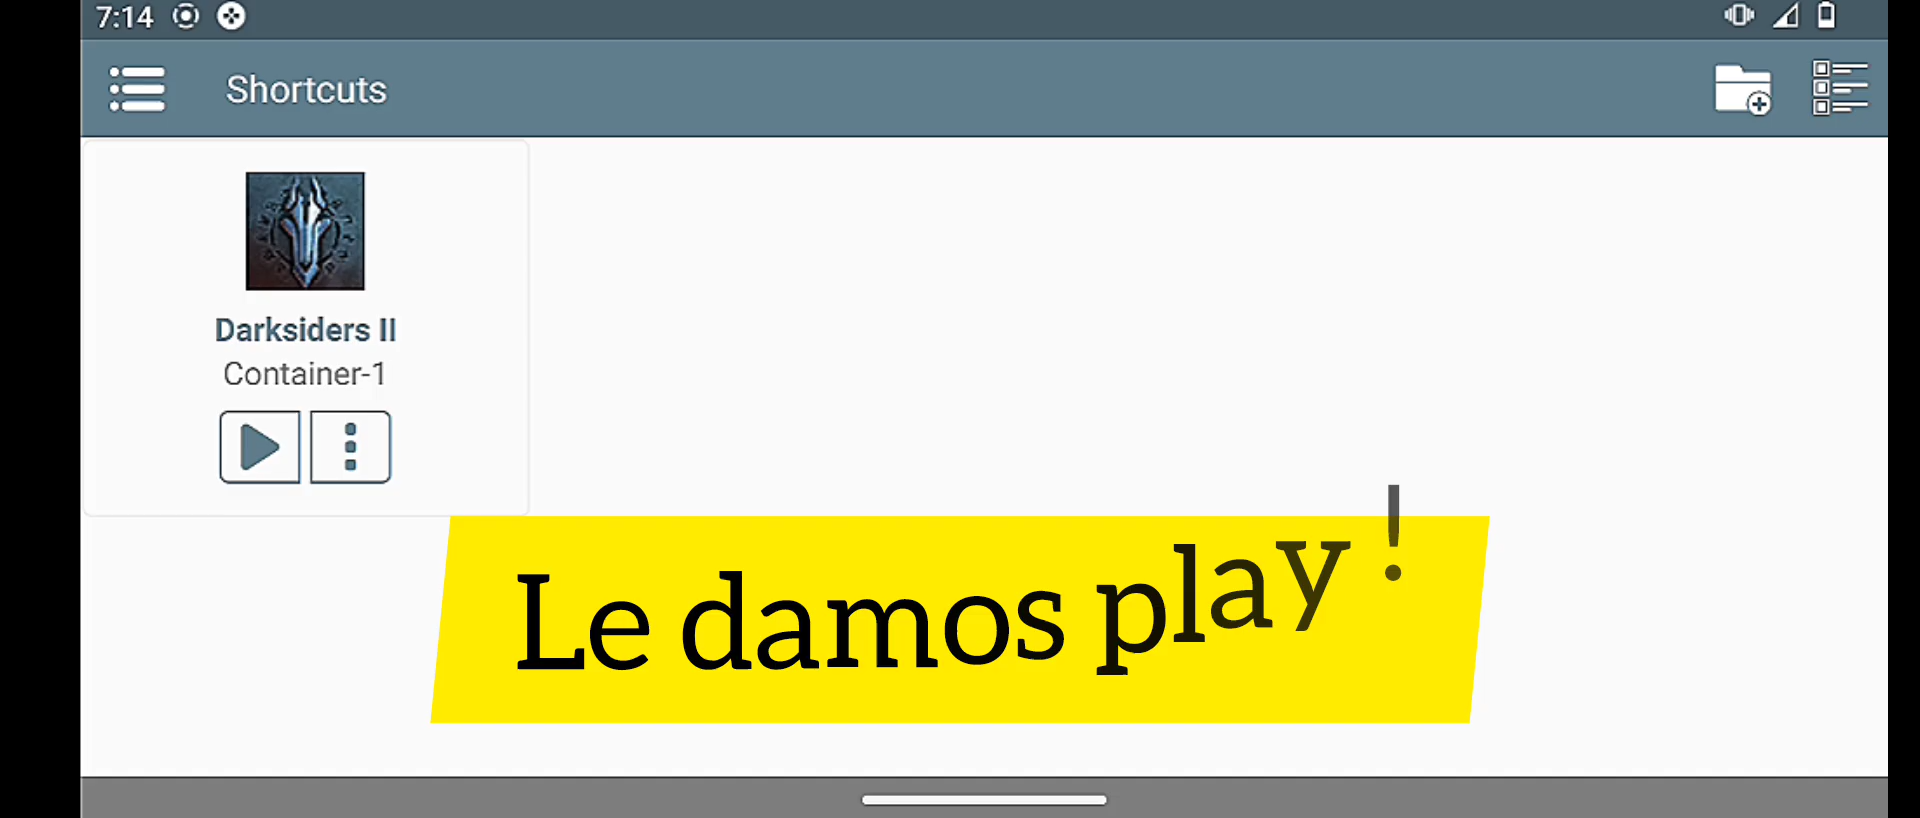 7:14
Shortcuts
Darksiders II
Container-1
Le damos play !